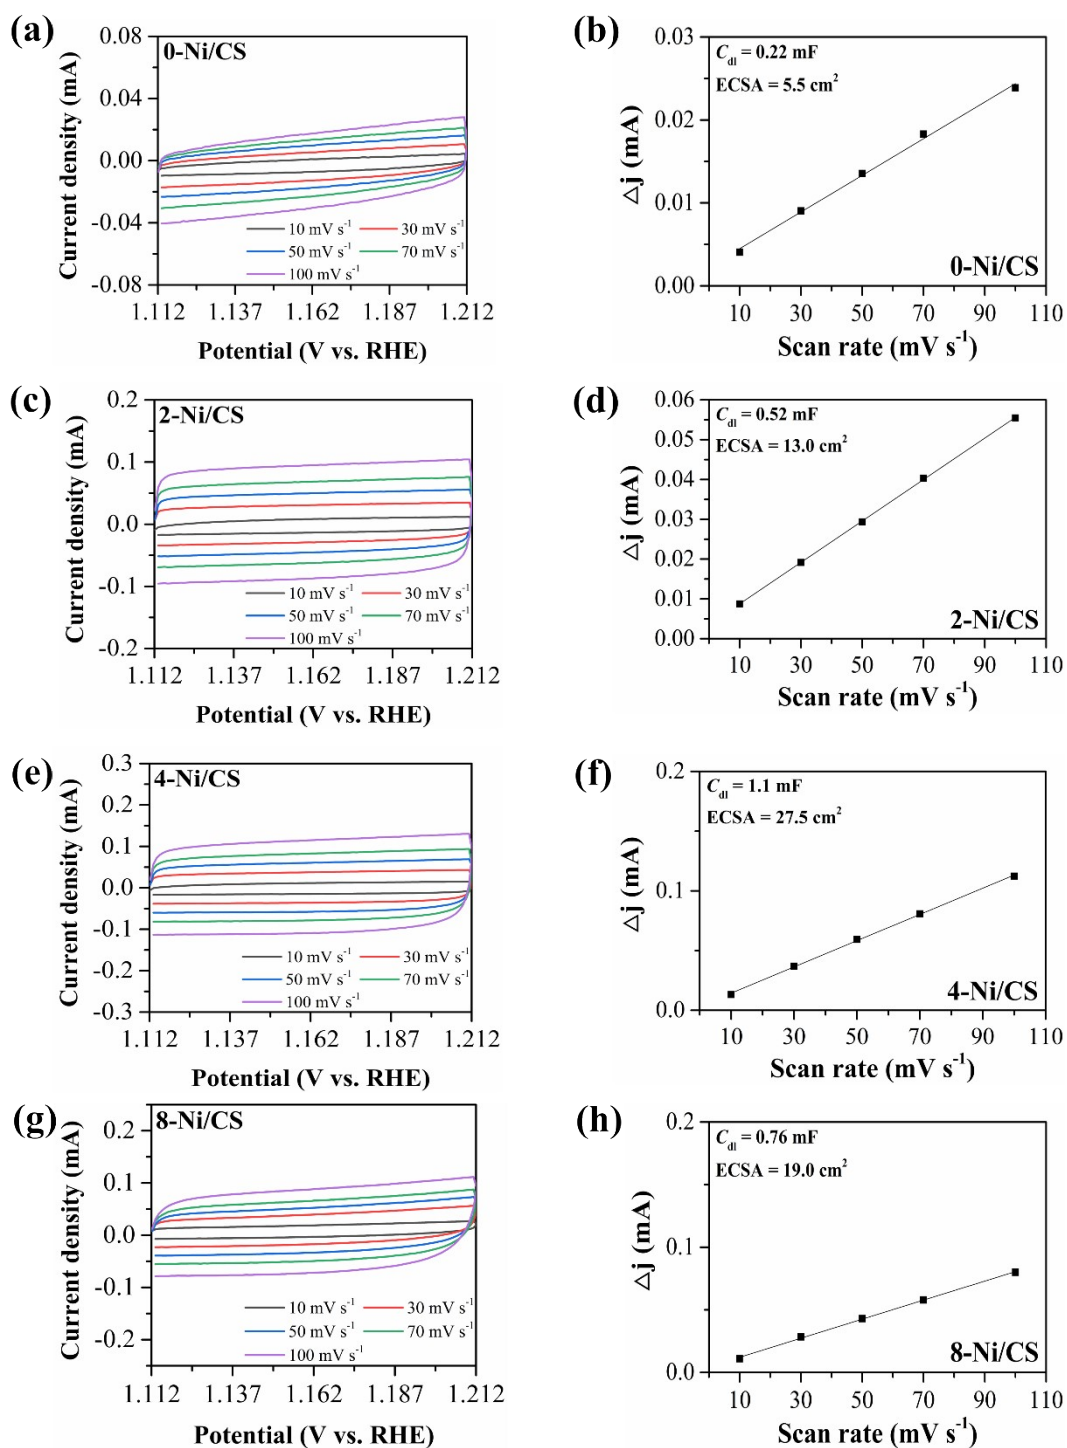 (a)
0-Ni/CS
0.08
0.04
0.00
-0.04
-0.08
Current density (mA)
10 mV s⁻¹ 30 mV s⁻¹
50 mV s⁻¹ 70 mV s⁻¹
100 mV s⁻¹
1.112 1.137 1.162 1.187 1.212
Potential (V vs. RHE)
(b)
C_dl = 0.22 mF
ECSA = 5.5 cm²
0.03
0.02
0.01
0.00
△j (mA)
0-Ni/CS
10 30 50 70 90 110
Scan rate (mV s⁻¹)
(c)
2-Ni/CS
0.2
0.1
0.0
-0.1
-0.2
Current density (mA)
10 mV s⁻¹ 30 mV s⁻¹
50 mV s⁻¹ 70 mV s⁻¹
100 mV s⁻¹
1.112 1.137 1.162 1.187 1.212
Potential (V vs. RHE)
(d)
C_dl = 0.52 mF
ECSA = 13.0 cm²
0.06
0.05
0.04
0.03
0.02
0.01
0.00
△j (mA)
2-Ni/CS
10 30 50 70 90 110
Scan rate (mV s⁻¹)
(e)
4-Ni/CS
0.3
0.2
0.1
0.0
-0.1
-0.2
-0.3
Current density (mA)
10 mV s⁻¹ 30 mV s⁻¹
50 mV s⁻¹ 70 mV s⁻¹
100 mV s⁻¹
1.112 1.137 1.162 1.187 1.212
Potential (V vs. RHE)
(f)
C_dl = 1.1 mF
ECSA = 27.5 cm²
0.2
0.1
0.0
△j (mA)
4-Ni/CS
10 30 50 70 90 110
Scan rate (mV s⁻¹)
(g)
8-Ni/CS
0.2
0.1
0.0
-0.1
-0.2
Current density (mA)
10 mV s⁻¹ 30 mV s⁻¹
50 mV s⁻¹ 70 mV s⁻¹
100 mV s⁻¹
1.112 1.137 1.162 1.187 1.212
Potential (V vs. RHE)
(h)
C_dl = 0.76 mF
ECSA = 19.0 cm²
0.2
0.1
0.0
△j (mA)
8-Ni/CS
10 30 50 70 90 110
Scan rate (mV s⁻¹)